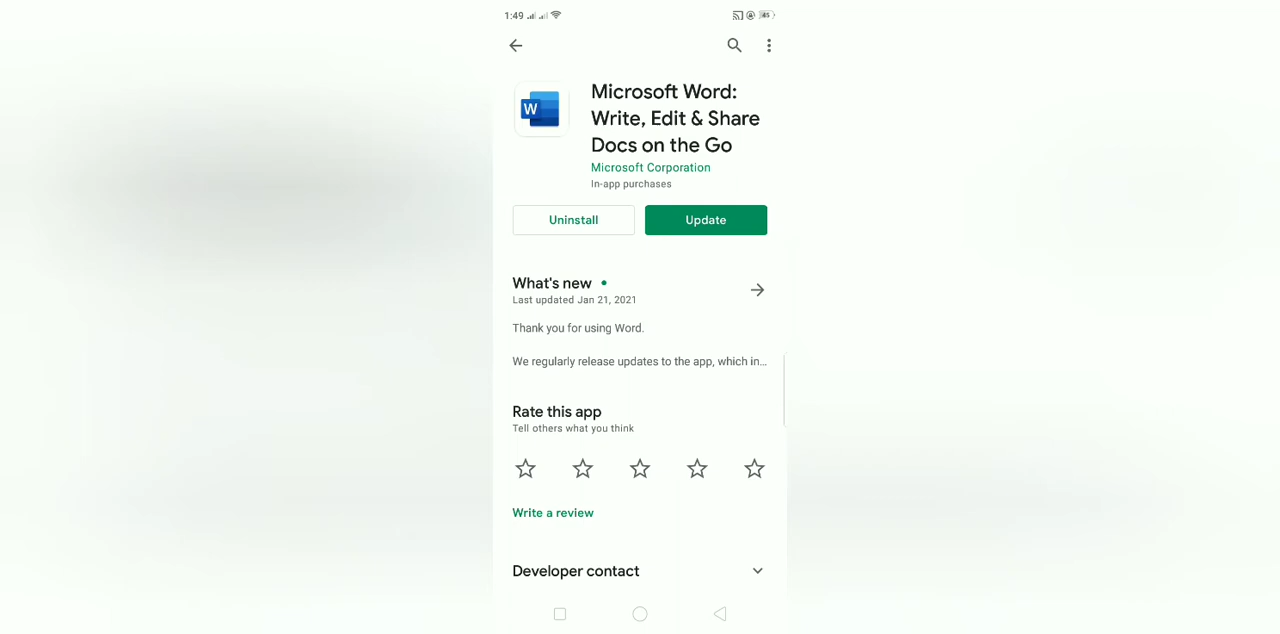 1:49
45
Microsoft Word:
Write, Edit & Share
Docs on the Go
W
Microsoft Corporation
In-app purchases
Uninstall
Update
What's new
Last updated Jan 21, 2021
Thank you for using Word.
We regularly release updates to the app, which in...
Rate this app
Tell others what you think
Write a review
Developer contact